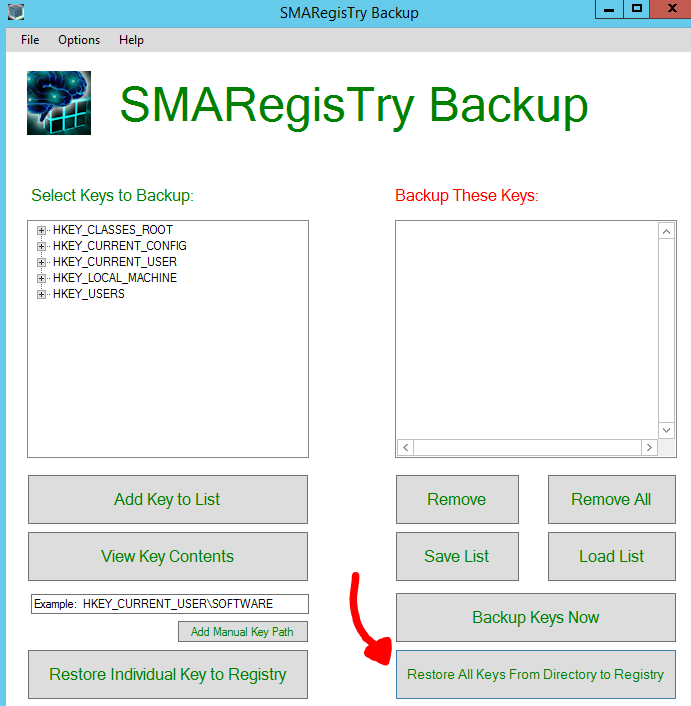 SMARegisTry Backup
File Options Help
SMARegisTry Backup
Select Keys to Backup:
Backup These Keys:
HKEY_CLASSES_ROOT
HKEY_CURRENT_CONFIG
HKEY_CURRENT_USER
HKEY_LOCAL_MACHINE
HKEY_USERS
Add Key to List
Remove
Remove All
View Key Contents
Save List
Load List
Example: HKEY_CURRENT_USER\SOFTWARE
Add Manual Key Path
Backup Keys Now
Restore Individual Key to Registry
Restore All Keys From Directory to Registry